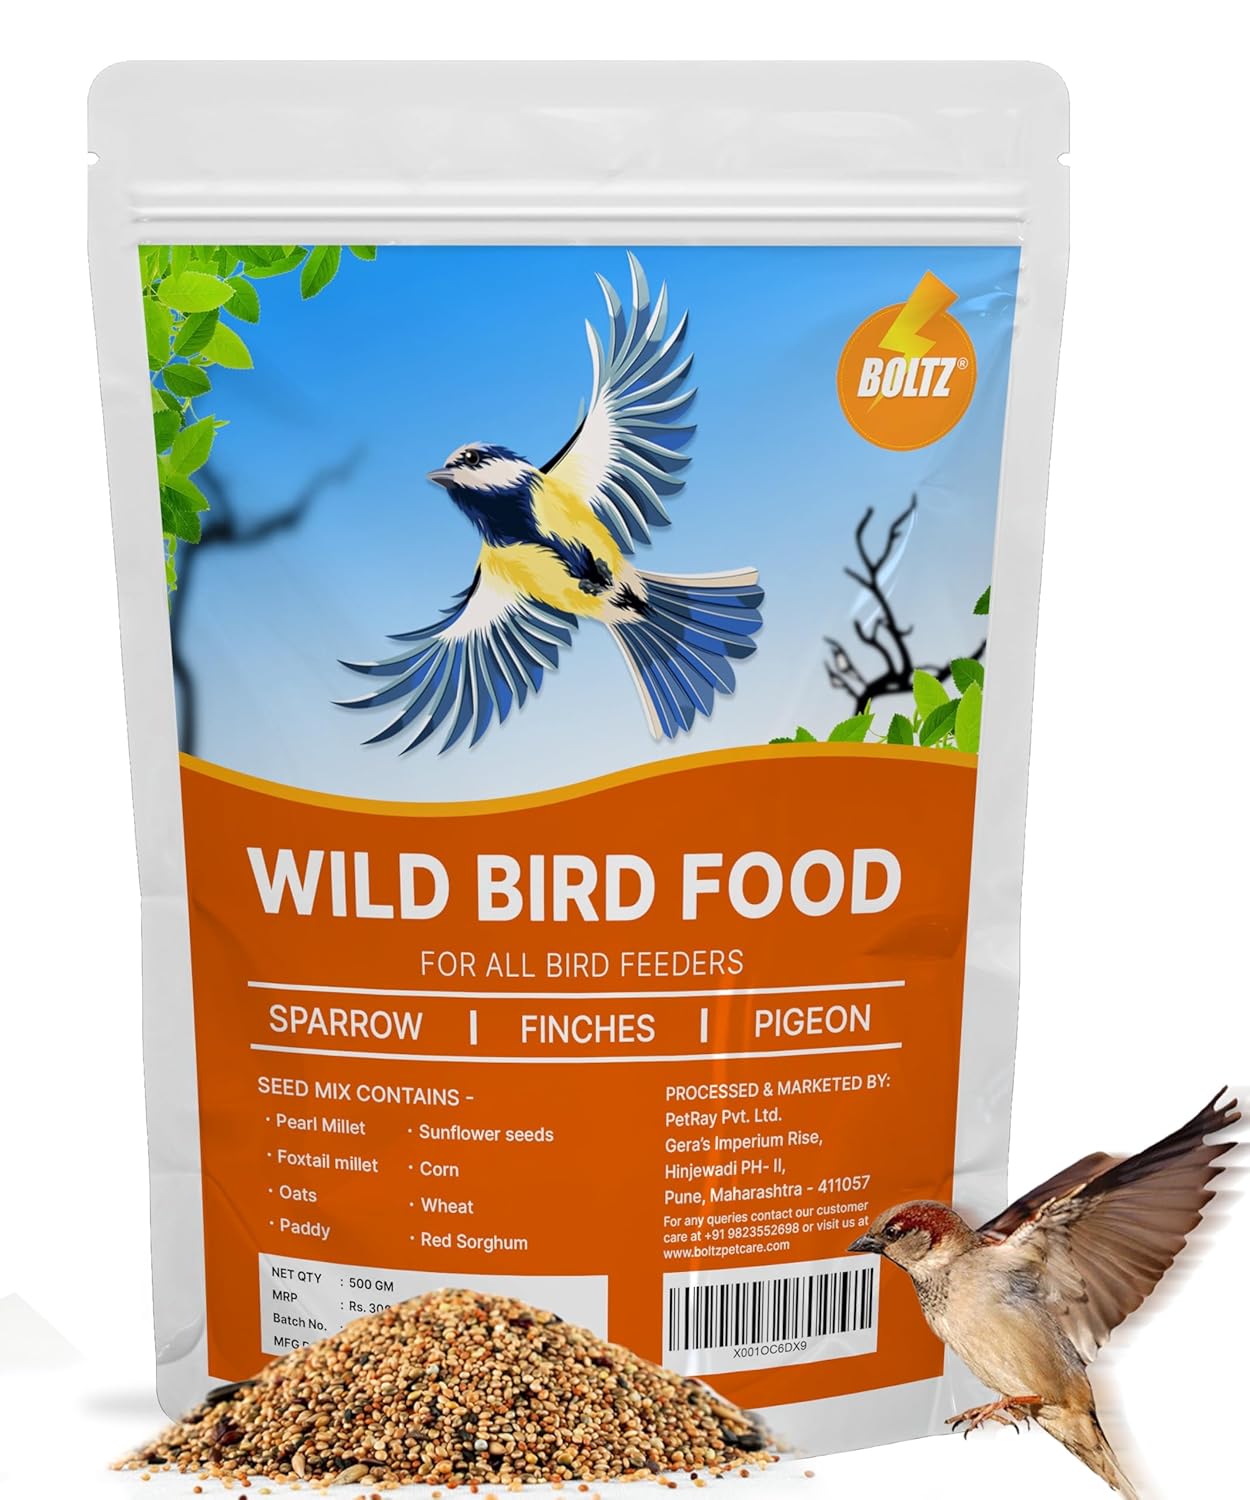 BOLTZ®
WILD BIRD FOOD
FOR ALL BIRD FEEDERS
SPARROW | FINCHES | PIGEON
SEED MIX CONTAINS -
· Pearl Millet
· Foxtail millet
· Oats
· Paddy
· Sunflower seeds
· Corn
· Wheat
· Red Sorghum
PROCESSED & MARKETED BY:
PetRay Pvt. Ltd.
Gera's Imperium Rise,
Hinjewadi PH- II,
Pune, Maharashtra - 411057
For any queries contact our customer
care at +91 9823552698 or visit us at
www.boltzpetcare.com
NET QTY : 500 GM
MRP : Rs.
Batch No. :
MFG
X001OC6DX9